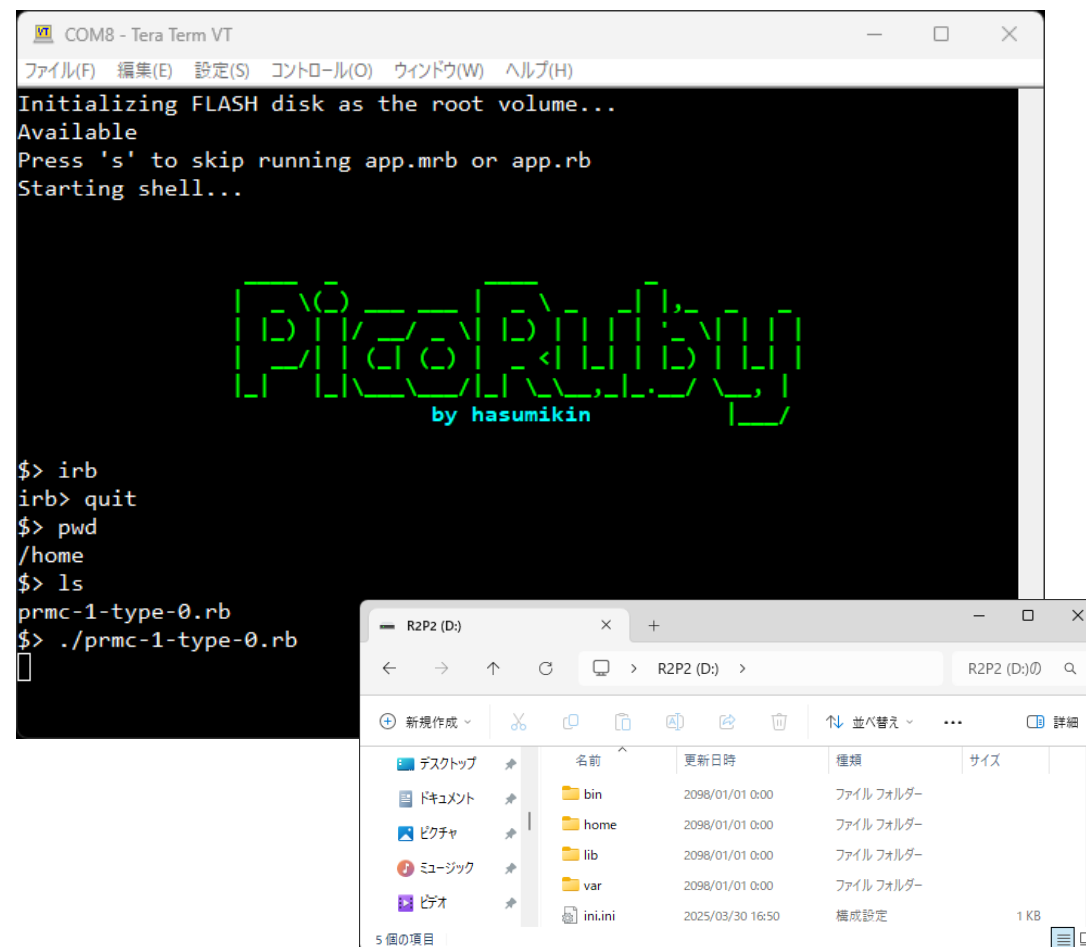 COM8 - Tera Term VT
ファイル(F) 編集(E) 設定(S) コントロール(O) ウィンドウ(W) ヘルプ(H)
Initializing FLASH disk as the root volume...
Available
Press 's' to skip running app.mrb or app.rb
Starting shell...
PicoRuby
by hasumikin
$> irb
irb> quit
$> pwd
/home
$> ls
prmc-1-type-0.rb
$> ./prmc-1-type-0.rb
R2P2 (D:)
R2P2 (D:) R2P2 (D:)の
新規作成 並べ替え 詳細
デスクトップ
ドキュメント
ピクチャ
ミュージック
ビデオ
名前 更新日時 種類 サイズ
bin 2098/01/01 0:00 ファイル フォルダー
home 2098/01/01 0:00 ファイル フォルダー
lib 2098/01/01 0:00 ファイル フォルダー
var 2098/01/01 0:00 ファイル フォルダー
ini.ini 2025/03/30 16:50 構成設定 1 KB
5 個の項目